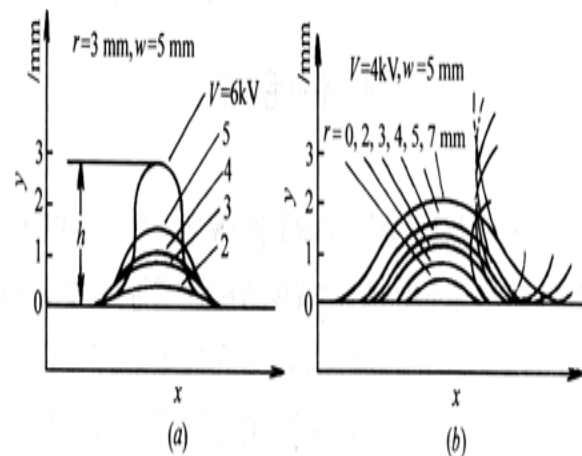 /mm
r=3 mm, w=5 mm
V=6kV
5
4
3
2
3
2
1
0
y
h
x
(a)
/mm
V=4kV, w=5 mm
r=0, 2, 3, 4, 5, 7 mm
3
2
1
0
y
x
(b)